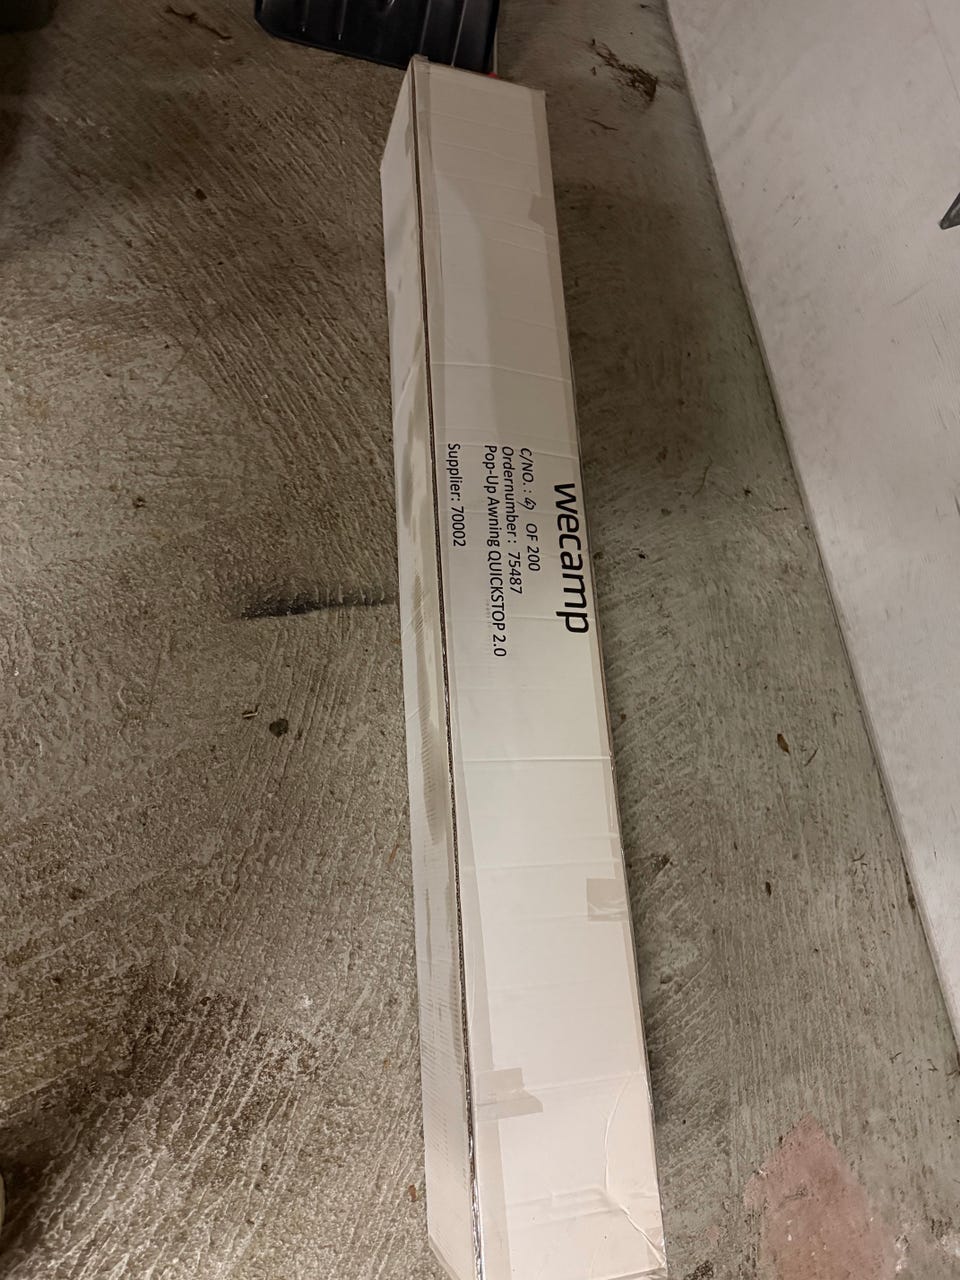 wecamp
C/NO. : OF 200
Ordernumber : 75487
Pop-Up Awning QUICKSTOP 2.0
Supplier: 70002